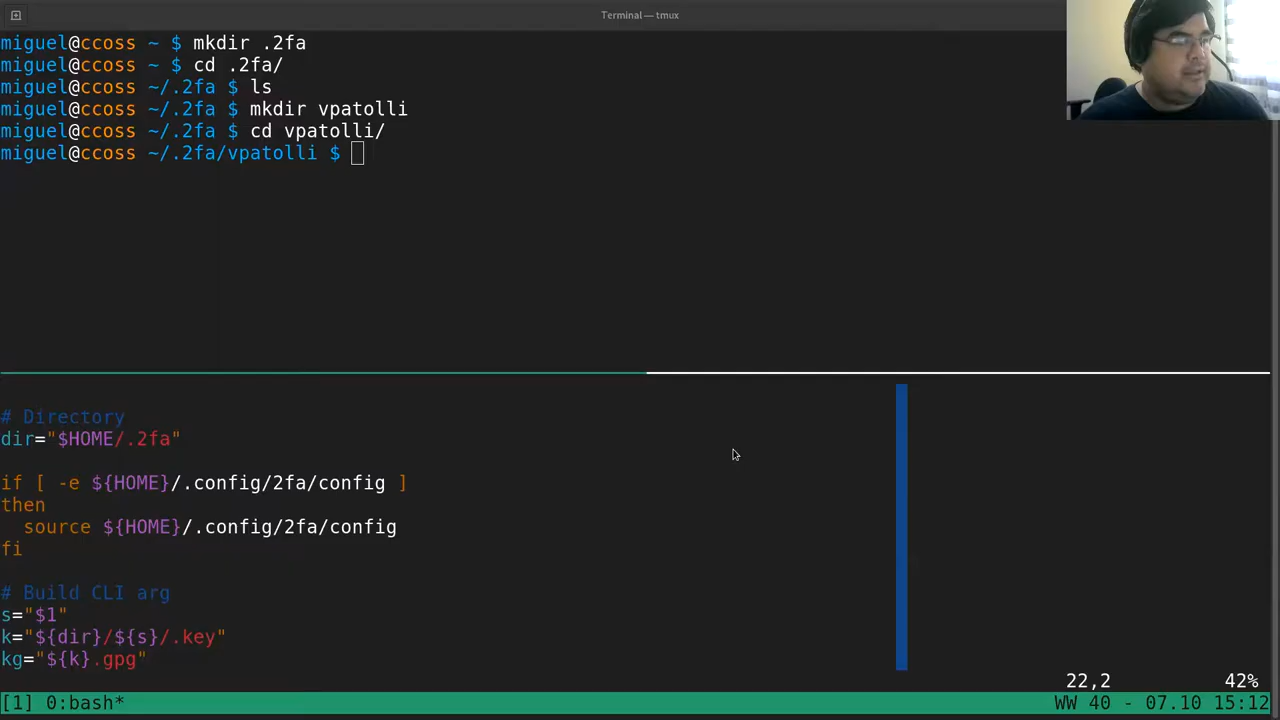 Terminal — tmux
miguel@ccoss ~ $ mkdir .2fa
miguel@ccoss ~ $ cd .2fa/
miguel@ccoss ~/.2fa $ ls
miguel@ccoss ~/.2fa $ mkdir vpatolli
miguel@ccoss ~/.2fa $ cd vpatolli/
miguel@ccoss ~/.2fa/vpatolli $
# Directory
dir="$HOME/.2fa"
if [ -e ${HOME}/.config/2fa/config ]
then
  source ${HOME}/.config/2fa/config
fi
# Build CLI arg
s="$1"
k="${dir}/${s}/.key"
kg="${k}.gpg"
22,2 42%
[1] 0:bash* WW 40 - 07.10 15:12